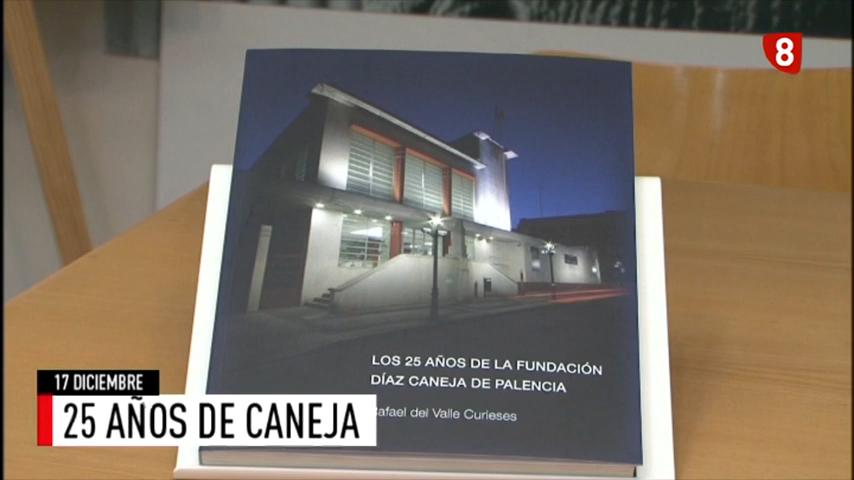 8
LOS 25 AÑOS DE LA FUNDACIÓN
DÍAZ CANEJA DE PALENCIA
Rafael del Valle Curieses
17 DICIEMBRE
25 AÑOS DE CANEJA